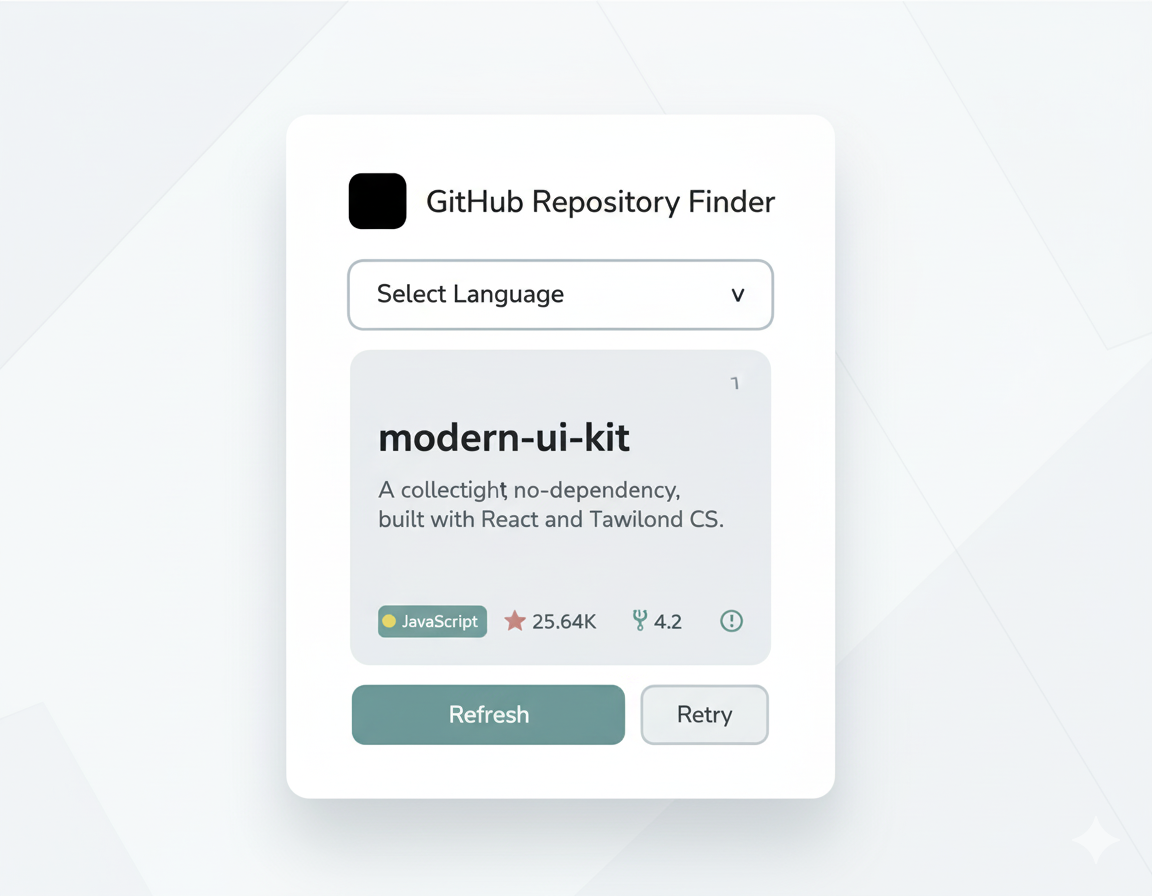 GitHub Repository Finder
Select Language
modern-ui-kit
A collectight, no-dependency,
built with React and Tawilond CS.
JavaScript 25.64K 4.2
Refresh Retry